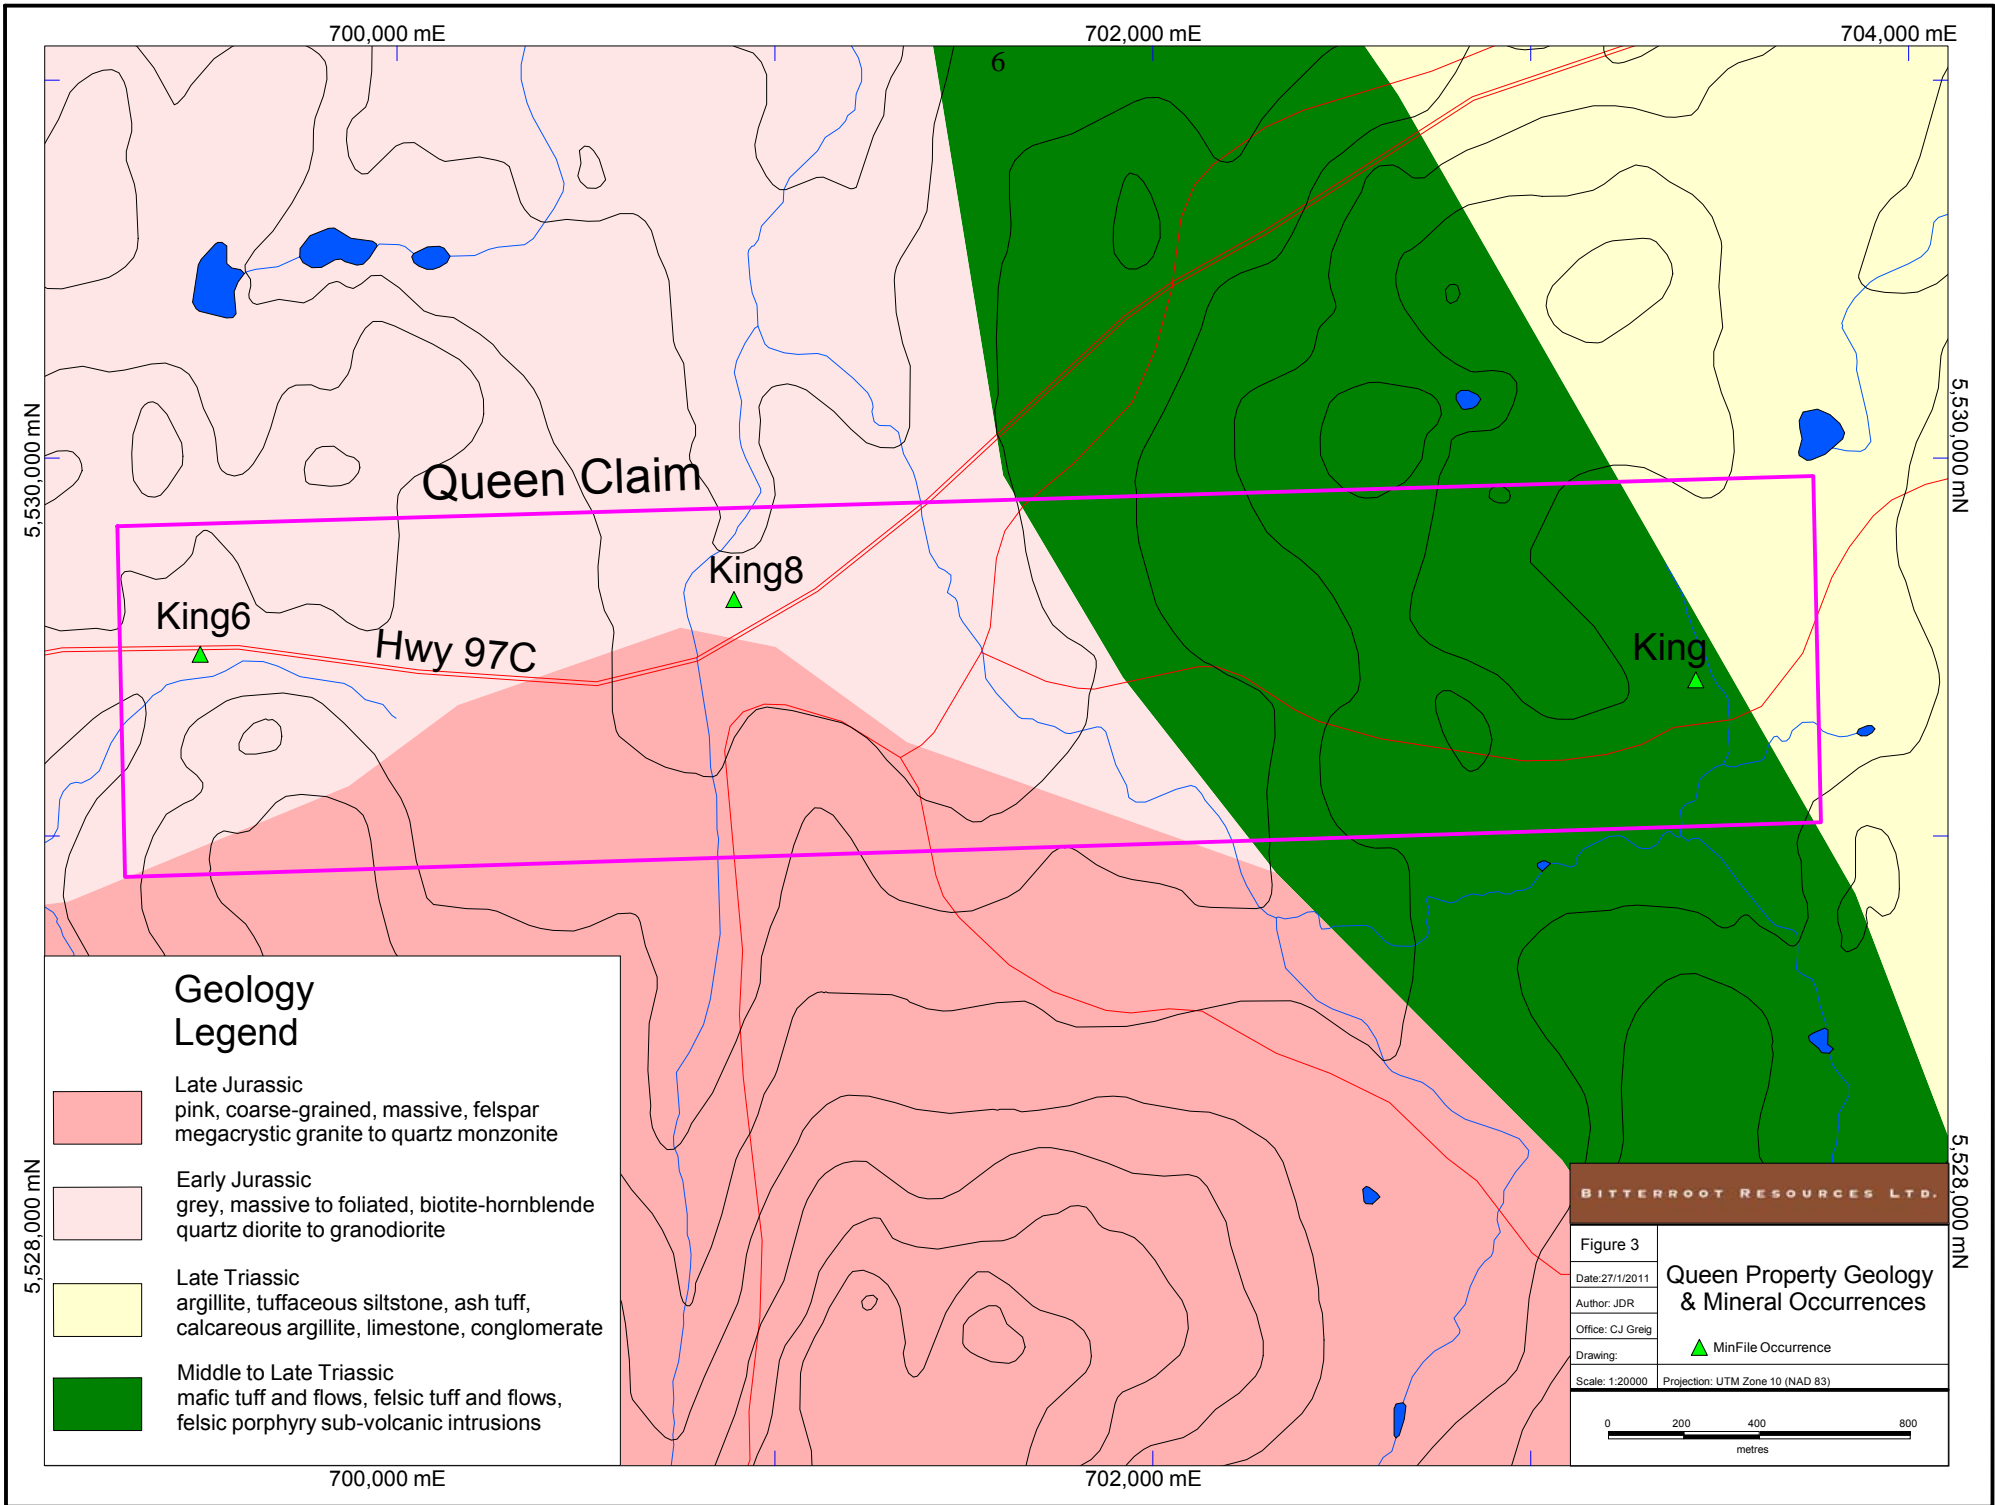 700,000 mE
702,000 mE
704,000 mE
6
5,530,000 mN
5,530,000 mN
Queen Claim
King8
King6
Hwy 97C
King
Geology
Legend
Late Jurassic
pink, coarse-grained, massive, felspar
megacrystic granite to quartz monzonite
Early Jurassic
grey, massive to foliated, biotite-hornblende
quartz diorite to granodiorite
Late Triassic
argillite, tuffaceous siltstone, ash tuff,
calcareous argillite, limestone, conglomerate
Middle to Late Triassic
mafic tuff and flows, felsic tuff and flows,
felsic porphyry sub-volcanic intrusions
5,528,000 mN
5,528,000 mN
BITTERROOT RESOURCES LTD.
Figure 3
Date:27/1/2011
Author: JDR
Office: CJ Greig
Drawing:
Scale: 1:20000
Queen Property Geology
& Mineral Occurrences
MinFile Occurrence
Projection: UTM Zone 10 (NAD 83)
0 200 400 800
metres
700,000 mE
702,000 mE